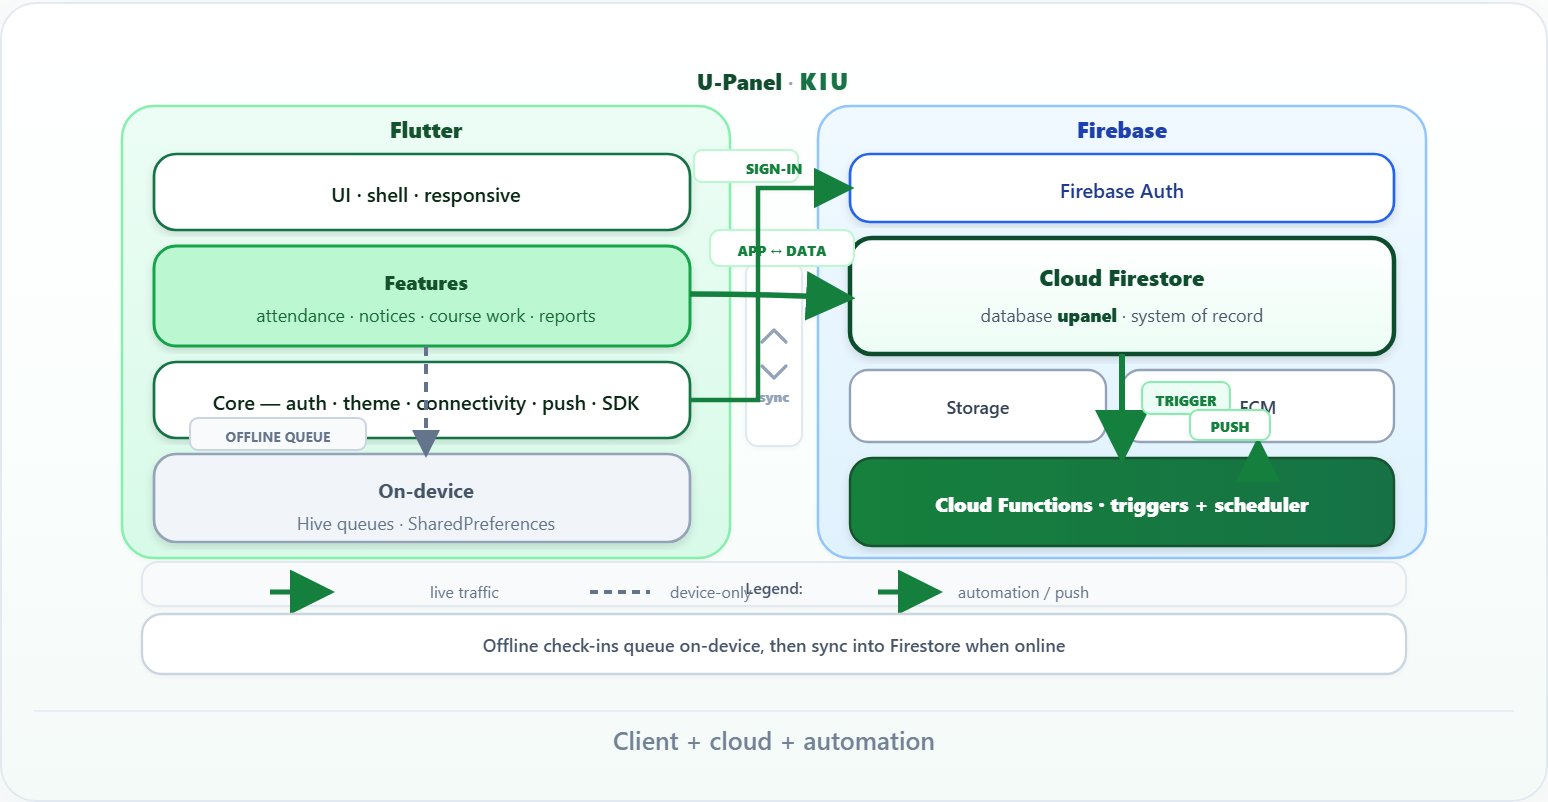 U-Panel · KIU
Flutter
UI · shell · responsive
Features
attendance · notices · course work · reports
Core — auth · theme · connectivity · push · SDK
OFFLINE QUEUE
On-device
Hive queues · SharedPreferences
SIGN-IN
APP ↔ DATA
sync
Firebase
Firebase Auth
Cloud Firestore
database upanel · system of record
Storage
TRIGGER
FCM
PUSH
Cloud Functions · triggers + scheduler
live traffic
device-only
Legend:
automation / push
Offline check-ins queue on-device, then sync into Firestore when online
Client + cloud + automation